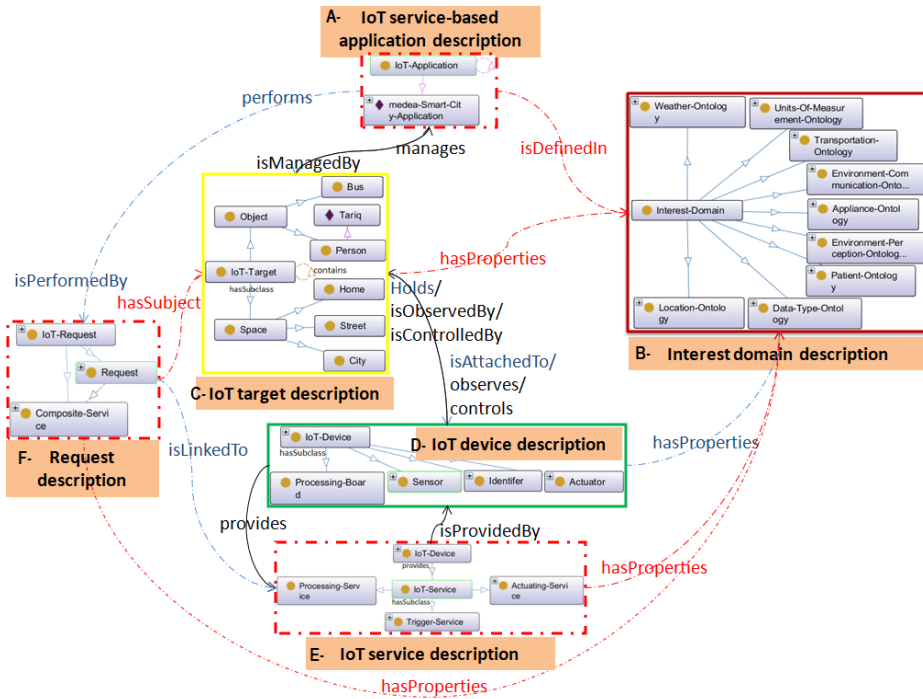 A- IoT service-based
application description
IoT-Application
medea-Smart-Cit
y-Application
performs
manages
isManagedBy
isDefinedIn
Weather-Ontolog
y
Units-Of-Measur
ement-Ontology
Transportation-
Ontology
Environment-Com
munication-Onto...
Interest-Domain
Appliance-Ontol
ogy
Environment-Per
ception-Ontolog...
Patient-Ontolog
y
Location-Ontolo
gy
Data-Type-Ontol
ogy
B- Interest domain description
Bus
Object
Tariq
Person
IoT-Target
contains
hasSubclass
Home
Space
Street
City
C- IoT target description
hasProperties
isPerformedBy
hasSubject
Holds/
isObservedBy/
isControlledBy
isAttachedTo/
observes/
controls
IoT-Request
Request
Composite-Serv
ice
F- Request
description
isLinkedTo
IoT-Device
hasSubclass
D- IoT device description
Processing-Boar
d
Sensor
Identifer
Actuator
hasProperties
provides
isProvidedBy
IoT-Device
provides
Processing-Serv
ice
IoT-Service
Actuating-Servi
ce
hasSubclass
Trigger-Service
hasProperties
E- IoT service description
hasProperties